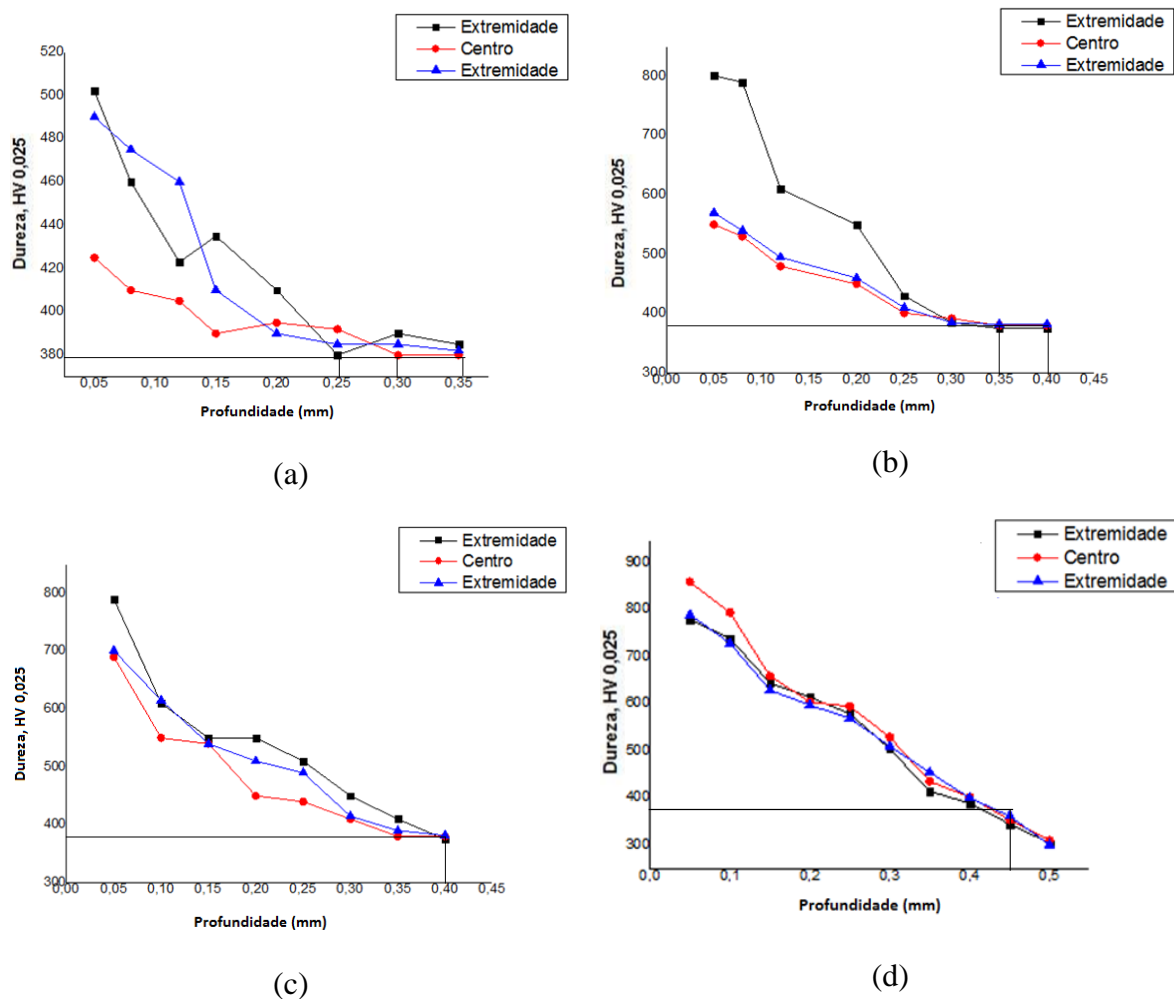 Extremidade
Centro
Extremidade
520
500
480
460
440
420
400
380
Dureza, HV 0,025
0,05 0,10 0,15 0,20 0,25 0,30 0,35
Profundidade (mm)
(a)
Extremidade
Centro
Extremidade
800
700
600
500
400
300
Dureza, HV 0,025
0,00 0,05 0,10 0,15 0,20 0,25 0,30 0,35 0,40 0,45
Profundidade (mm)
(b)
Extremidade
Centro
Extremidade
800
700
600
500
400
300
Dureza, HV 0,025
0,00 0,05 0,10 0,15 0,20 0,25 0,30 0,35 0,40 0,45
Profundidade (mm)
(c)
Extremidade
Centro
Extremidade
900
800
700
600
500
400
300
Dureza, HV 0,025
0,0 0,1 0,2 0,3 0,4 0,5
Profundidade (mm)
(d)